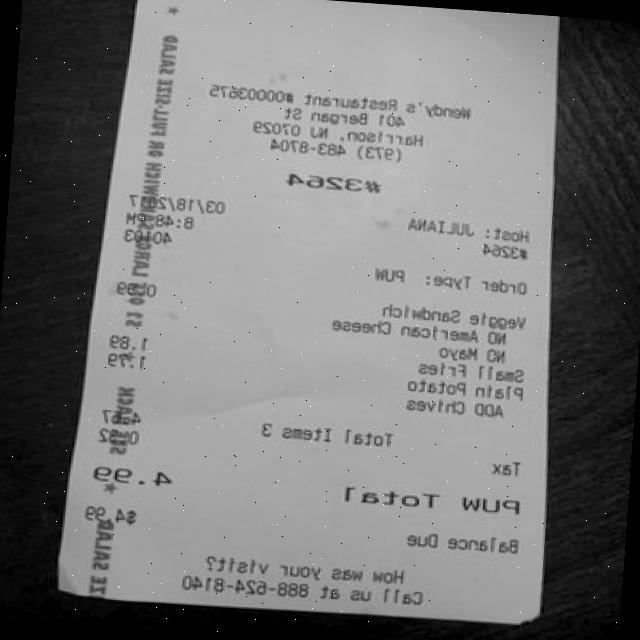 Wendy's Restaurant #00003675
401 Bergan St
Harrison, NJ 07029
(973) 483-8704
#3264
Host: JULIANA 03/18/2017
#3264 8:48 PM
40103
Order Type: PUW
Veggie Sandwich 0.99
NO American Cheese
NO Mayo
Small Fries 1.89
Plain Potato 1.79
ADD Chives
Total Items 3
4.67
Tax 0.32
PUW Total 4.99
Balance Due $4.99
How was your visit?
Call us at 888-624-8140